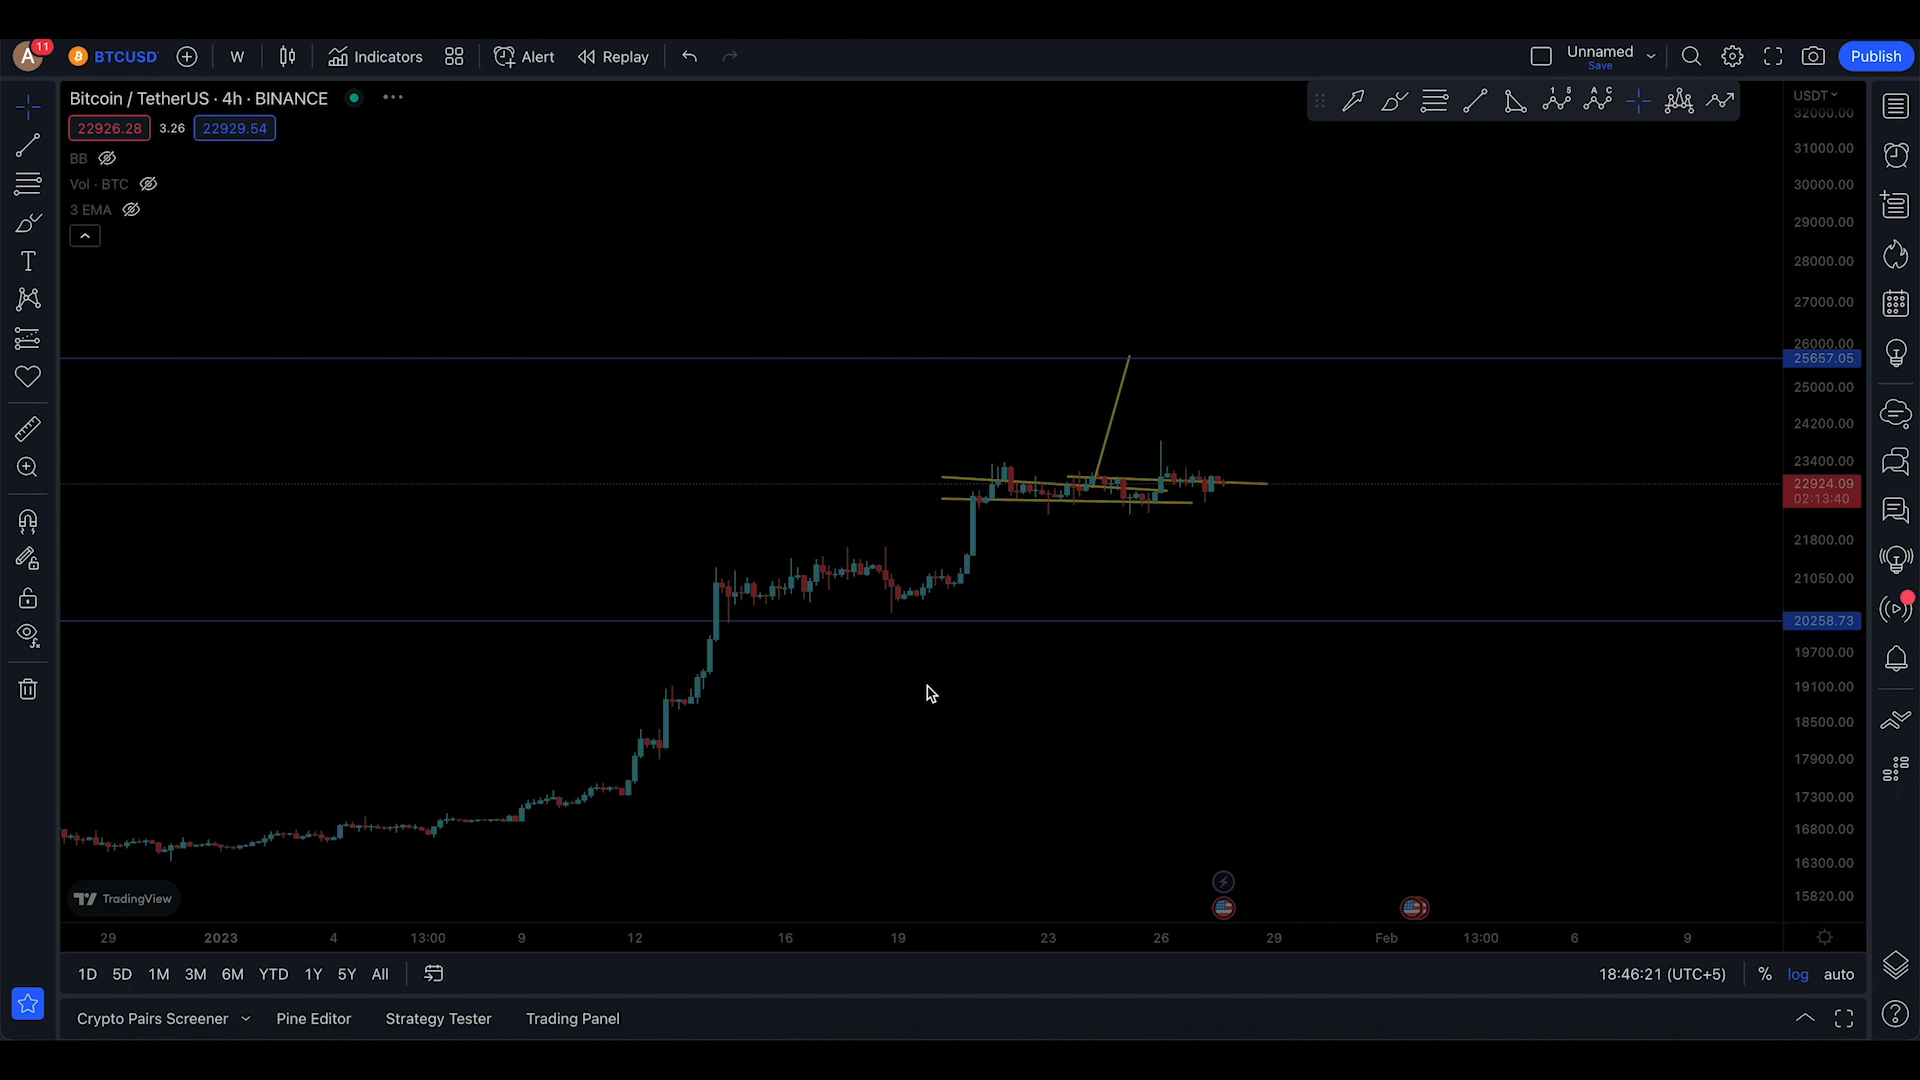 A 11 BTCUSD W Indicators Alert Replay Unnamed Save Publish
Bitcoin / TetherUS · 4h · BINANCE
22926.28 3.26 22929.54
BB
Vol · BTC
3 EMA
USDT
32000.00
31000.00
30000.00
29000.00
28000.00
27000.00
26000.00
25657.05
25000.00
24200.00
23400.00
22924.09
02:13:40
21800.00
21050.00
20258.73
19700.00
19100.00
18500.00
17900.00
17300.00
16800.00
16300.00
15820.00
TradingView
29 2023 4 13:00 9 12 16 19 23 26 29 Feb 13:00 6 9
1D 5D 1M 3M 6M YTD 1Y 5Y All 18:46:21 (UTC+5) % log auto
Crypto Pairs Screener Pine Editor Strategy Tester Trading Panel